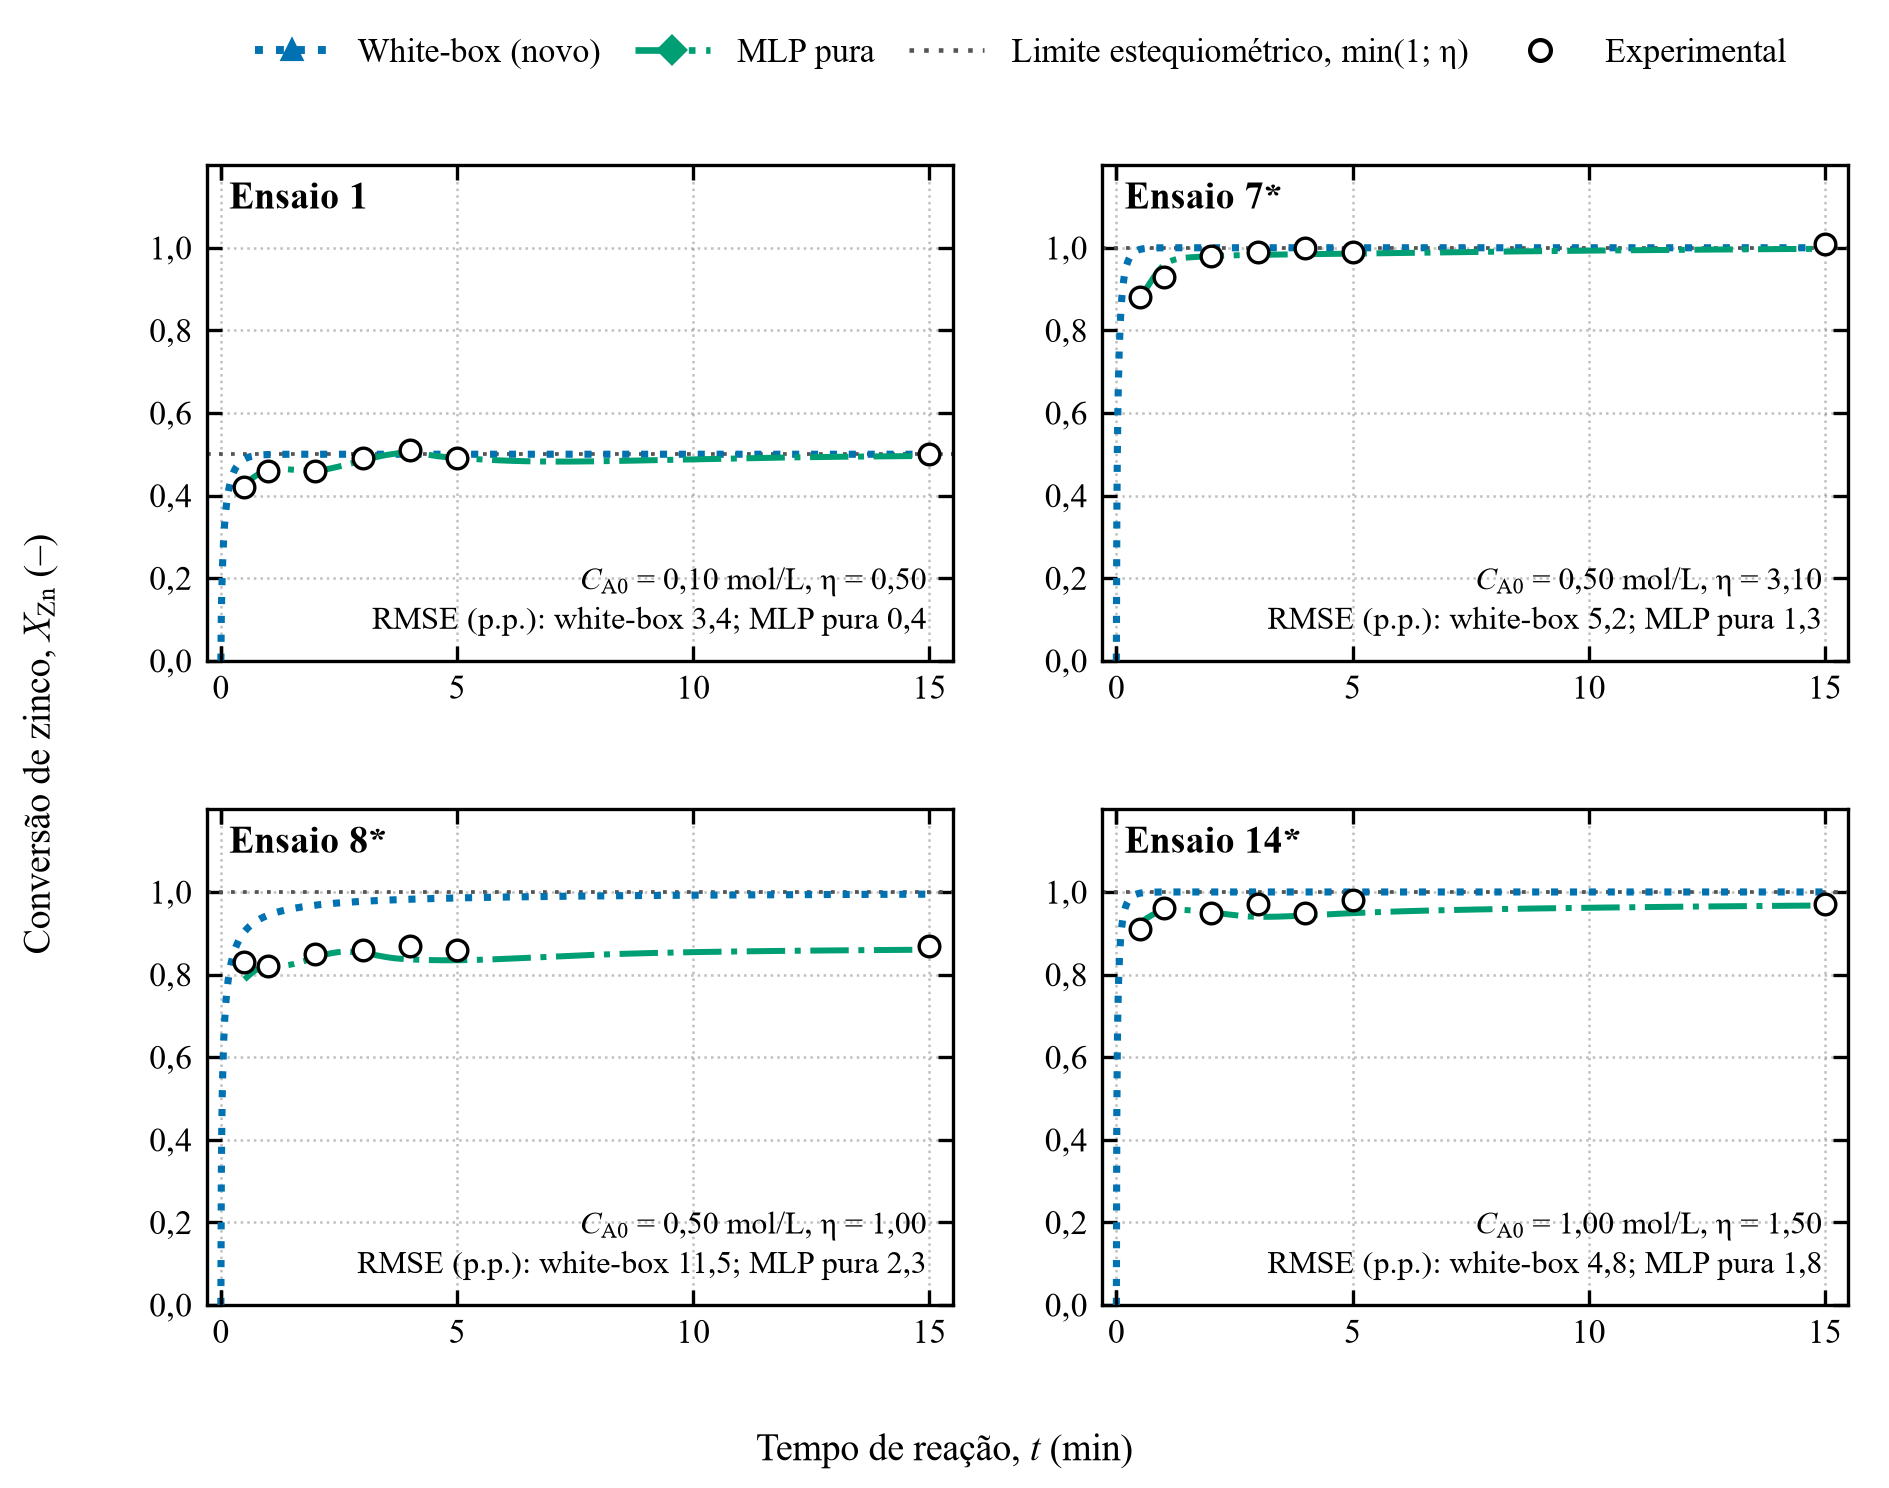 White-box (novo) MLP pura Limite estequiométrico, min(1; η) Experimental
Conversão de zinco, X_Zn (−)
Ensaio 1
1,0
0,8
0,6
0,4
0,2
0,0
C_A0 = 0,10 mol/L, η = 0,50
RMSE (p.p.): white-box 3,4; MLP pura 0,4
0 5 10 15
Ensaio 7*
1,0
0,8
0,6
0,4
0,2
0,0
C_A0 = 0,50 mol/L, η = 3,10
RMSE (p.p.): white-box 5,2; MLP pura 1,3
0 5 10 15
Ensaio 8*
1,0
0,8
0,6
0,4
0,2
0,0
C_A0 = 0,50 mol/L, η = 1,00
RMSE (p.p.): white-box 11,5; MLP pura 2,3
0 5 10 15
Ensaio 14*
1,0
0,8
0,6
0,4
0,2
0,0
C_A0 = 1,00 mol/L, η = 1,50
RMSE (p.p.): white-box 4,8; MLP pura 1,8
0 5 10 15
Tempo de reação, t (min)